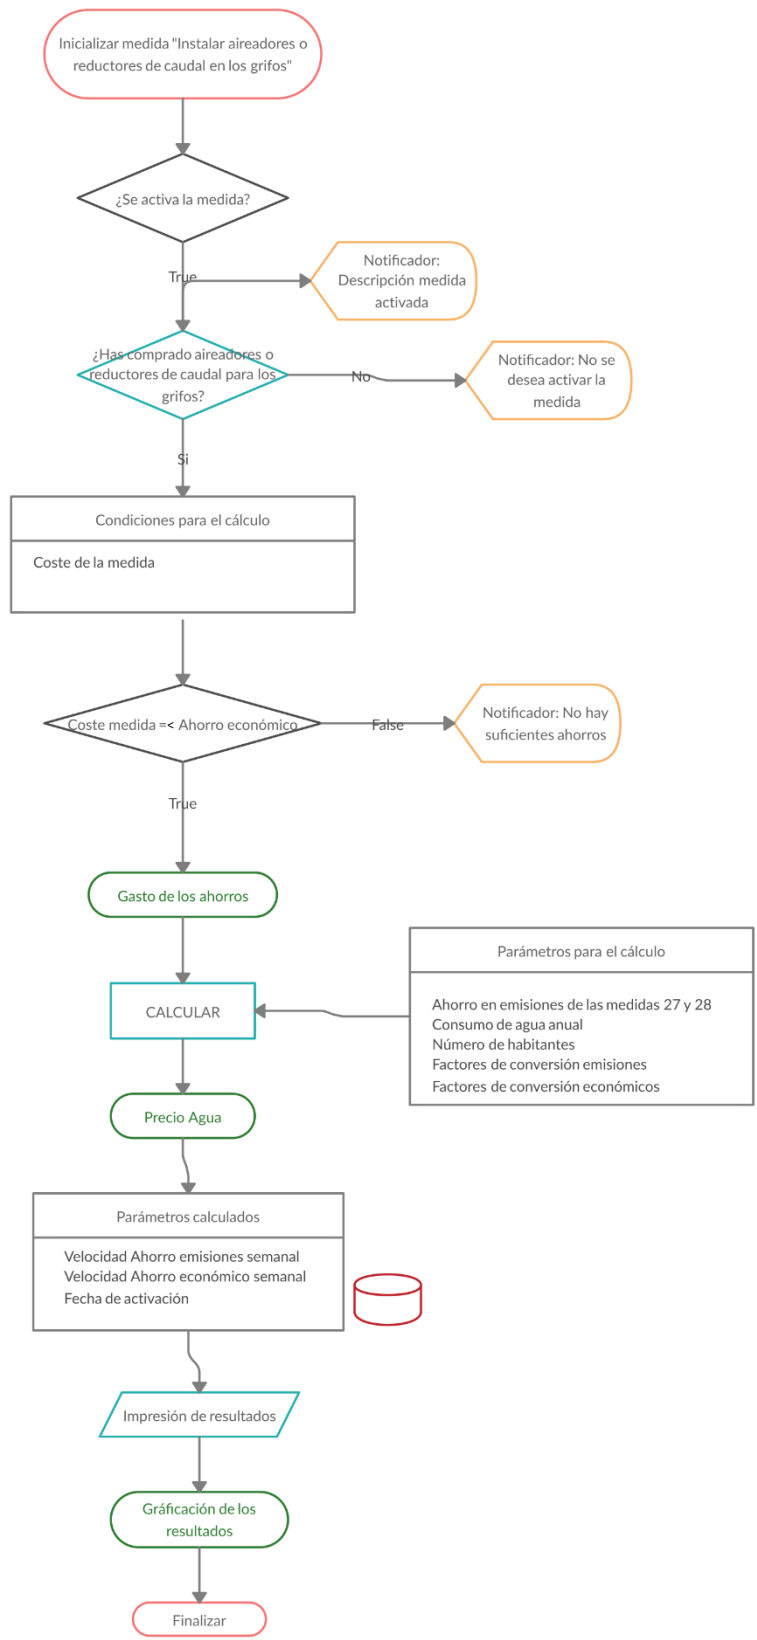 Inicializar medida "Instalar aireadores o
reductores de caudal en los grifos"
¿Se activa la medida?
True
Notificador:
Descripción medida
activada
¿Has comprado aireadores o
reductores de caudal para los
grifos?
No
Notificador: No se
desea activar la
medida
Si
Condiciones para el cálculo
Coste de la medida
Coste medida =< Ahorro económico
False
Notificador: No hay
suficientes ahorros
True
Gasto de los ahorros
CALCULAR
Parámetros para el cálculo
Ahorro en emisiones de las medidas 27 y 28
Consumo de agua anual
Número de habitantes
Factores de conversión emisiones
Factores de conversión económicos
Precio Agua
Parámetros calculados
Velocidad Ahorro emisiones semanal
Velocidad Ahorro económico semanal
Fecha de activación
Impresión de resultados
Gráficación de los
resultados
Finalizar